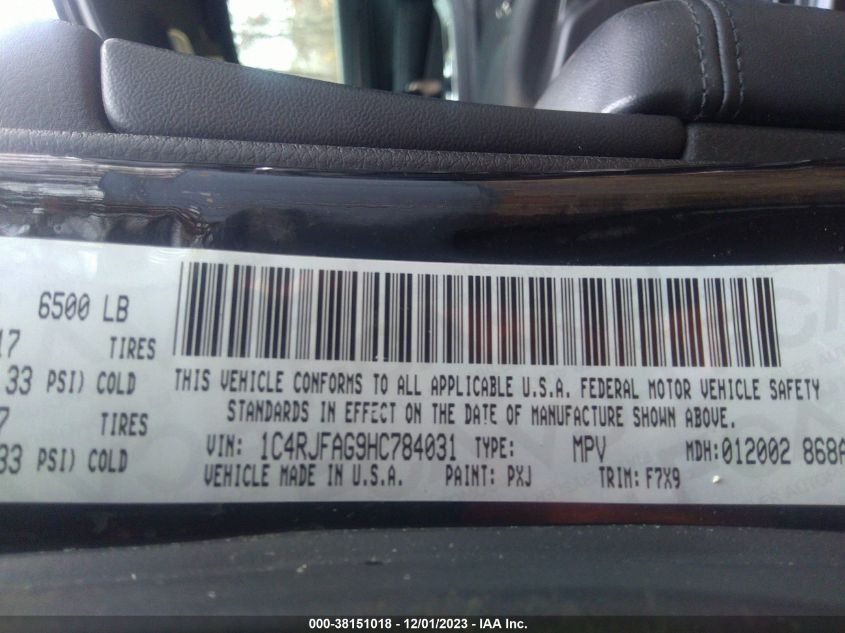 6500 LB
17 TIRES
33 PSI) COLD
7 TIRES
33 PSI) COLD
THIS VEHICLE CONFORMS TO ALL APPLICABLE U.S.A. FEDERAL MOTOR VEHICLE SAFETY
STANDARDS IN EFFECT ON THE DATE OF MANUFACTURE SHOWN ABOVE.
VIN: 1C4RJFAG9HC784031 TYPE: MPV MDH: 012002 868A
VEHICLE MADE IN U.S.A. PAINT: PXJ TRIM: F7X9
000-38151018 - 12/01/2023 - IAA Inc.